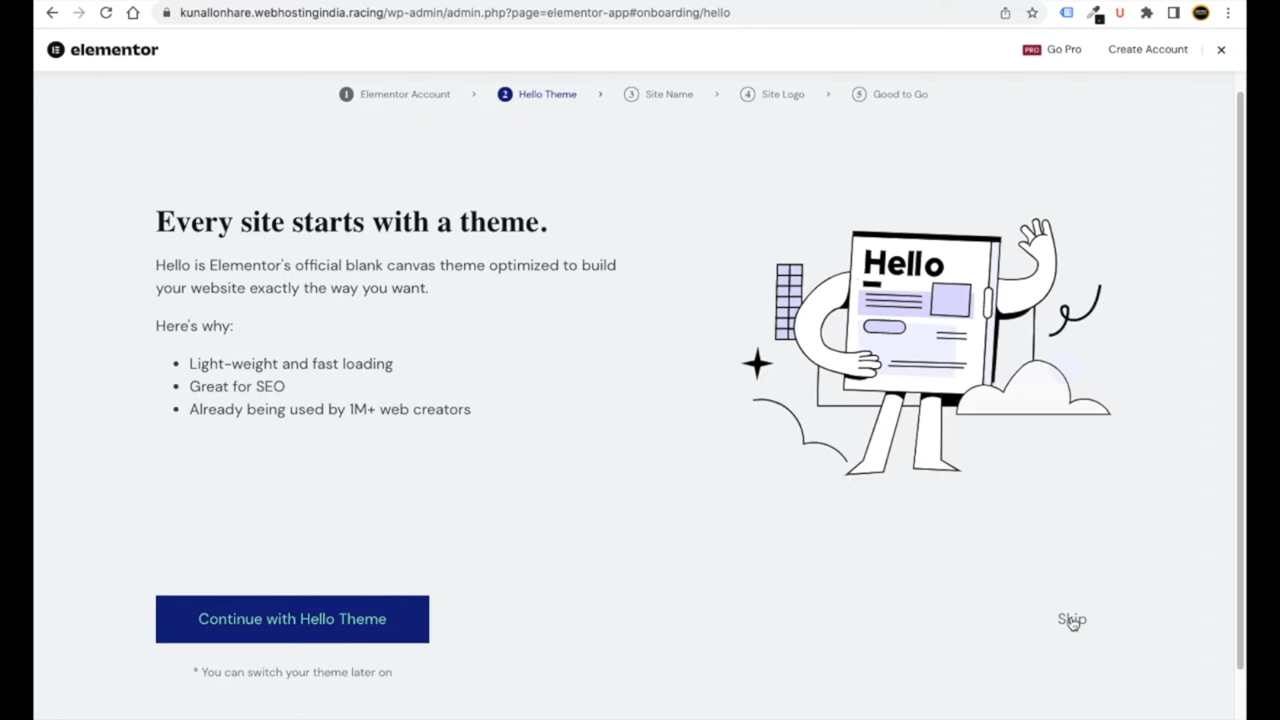 kunallonhare.webhostingindia.racing/wp-admin/admin.php?page=elementor-app#onboarding/hello
elementor
PRO Go Pro
Create Account
1 Elementor Account
2 Hello Theme
3 Site Name
4 Site Logo
5 Good to Go
Every site starts with a theme.
Hello is Elementor's official blank canvas theme optimized to build
your website exactly the way you want.
Here's why:
Light-weight and fast loading
Great for SEO
Already being used by 1M+ web creators
Hello
Continue with Hello Theme
Skip
* You can switch your theme later on